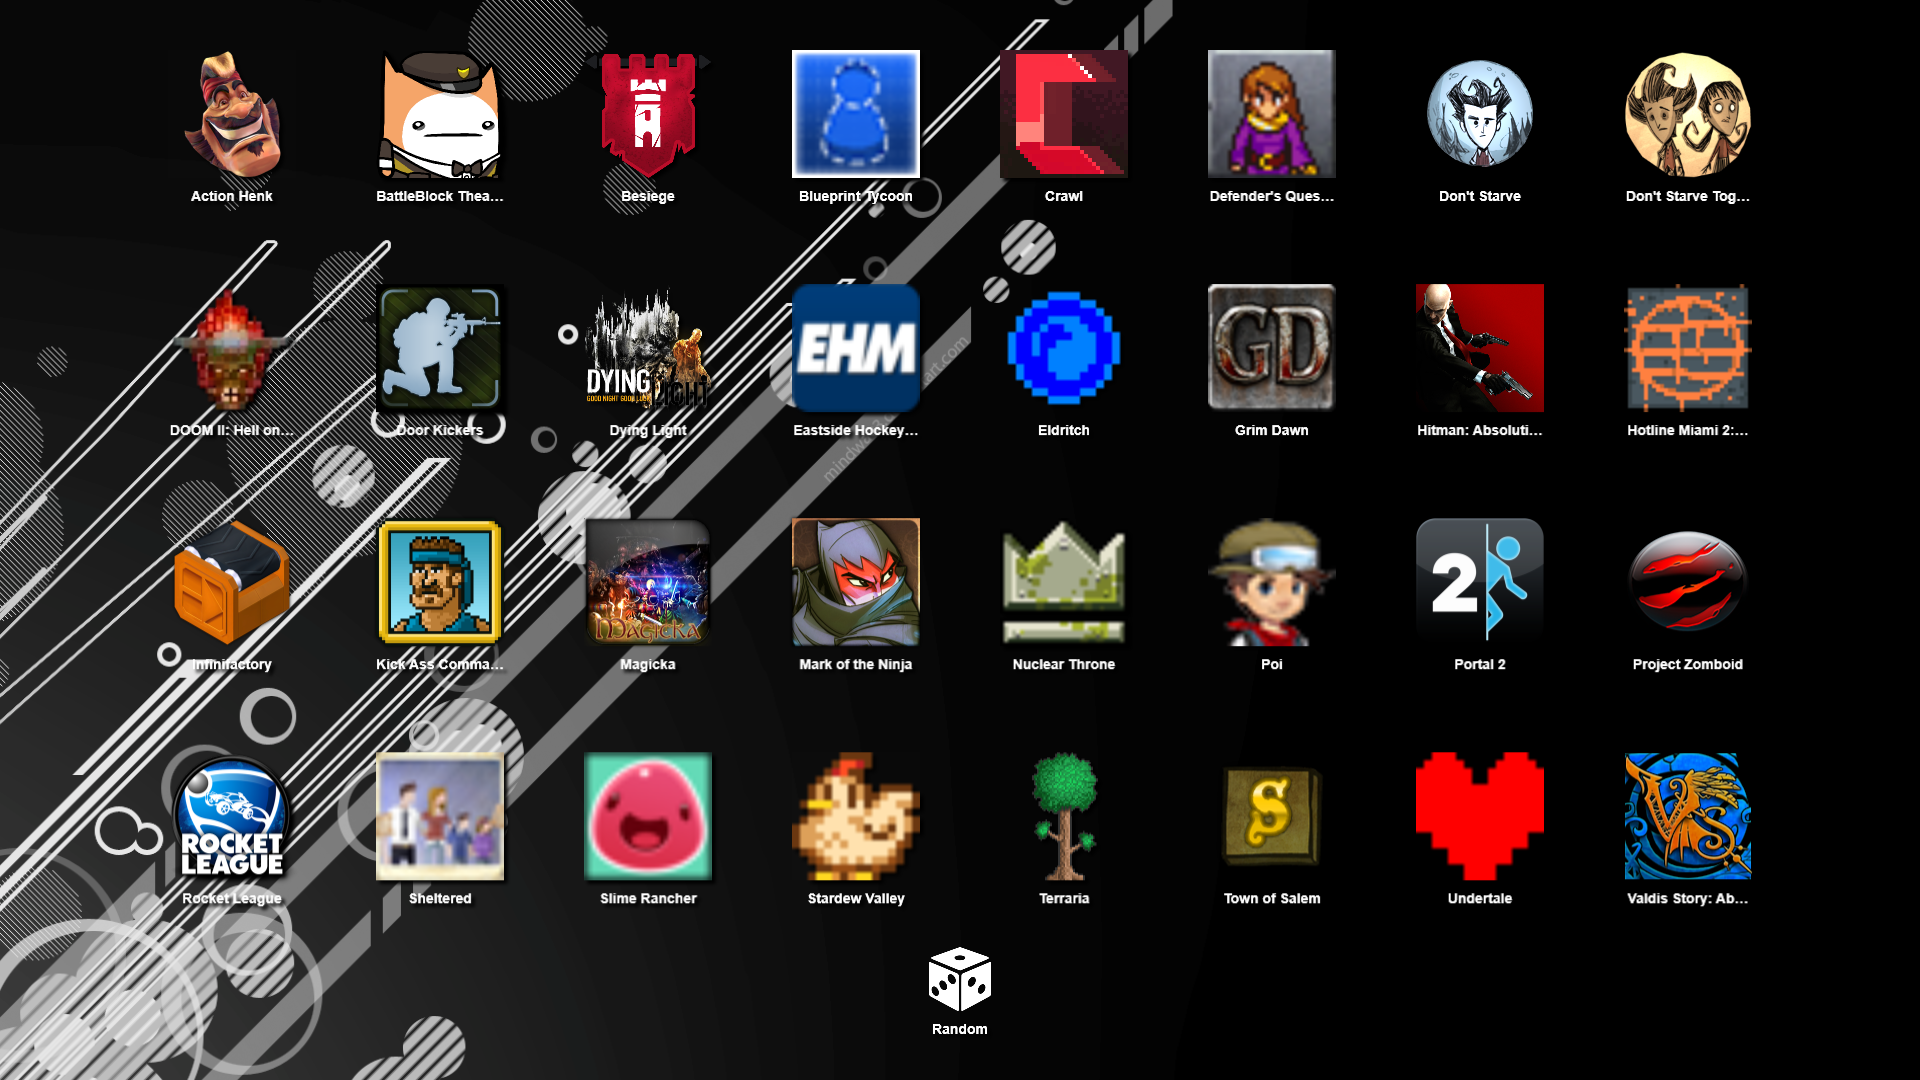 Action Henk
BattleBlock Thea...
Besiege
Blueprint Tycoon
Crawl
Defender's Ques...
Don't Starve
Don't Starve Tog...
DYING
LIGHT
GOOD NIGHT GOOD LUCK
EHM
GD
DOOM II: Hell on...
Door Kickers
Dying Light
Eastside Hockey...
Eldritch
Grim Dawn
Hitman: Absoluti...
Hotline Miami 2:...
MAGICKA
2
Infinifactory
Kick Ass Comma...
Magicka
Mark of the Ninja
Nuclear Throne
Poi
Portal 2
Project Zomboid
ROCKET
LEAGUE
S
VS
Rocket League
Sheltered
Slime Rancher
Stardew Valley
Terraria
Town of Salem
Undertale
Valdis Story: Ab...
Random